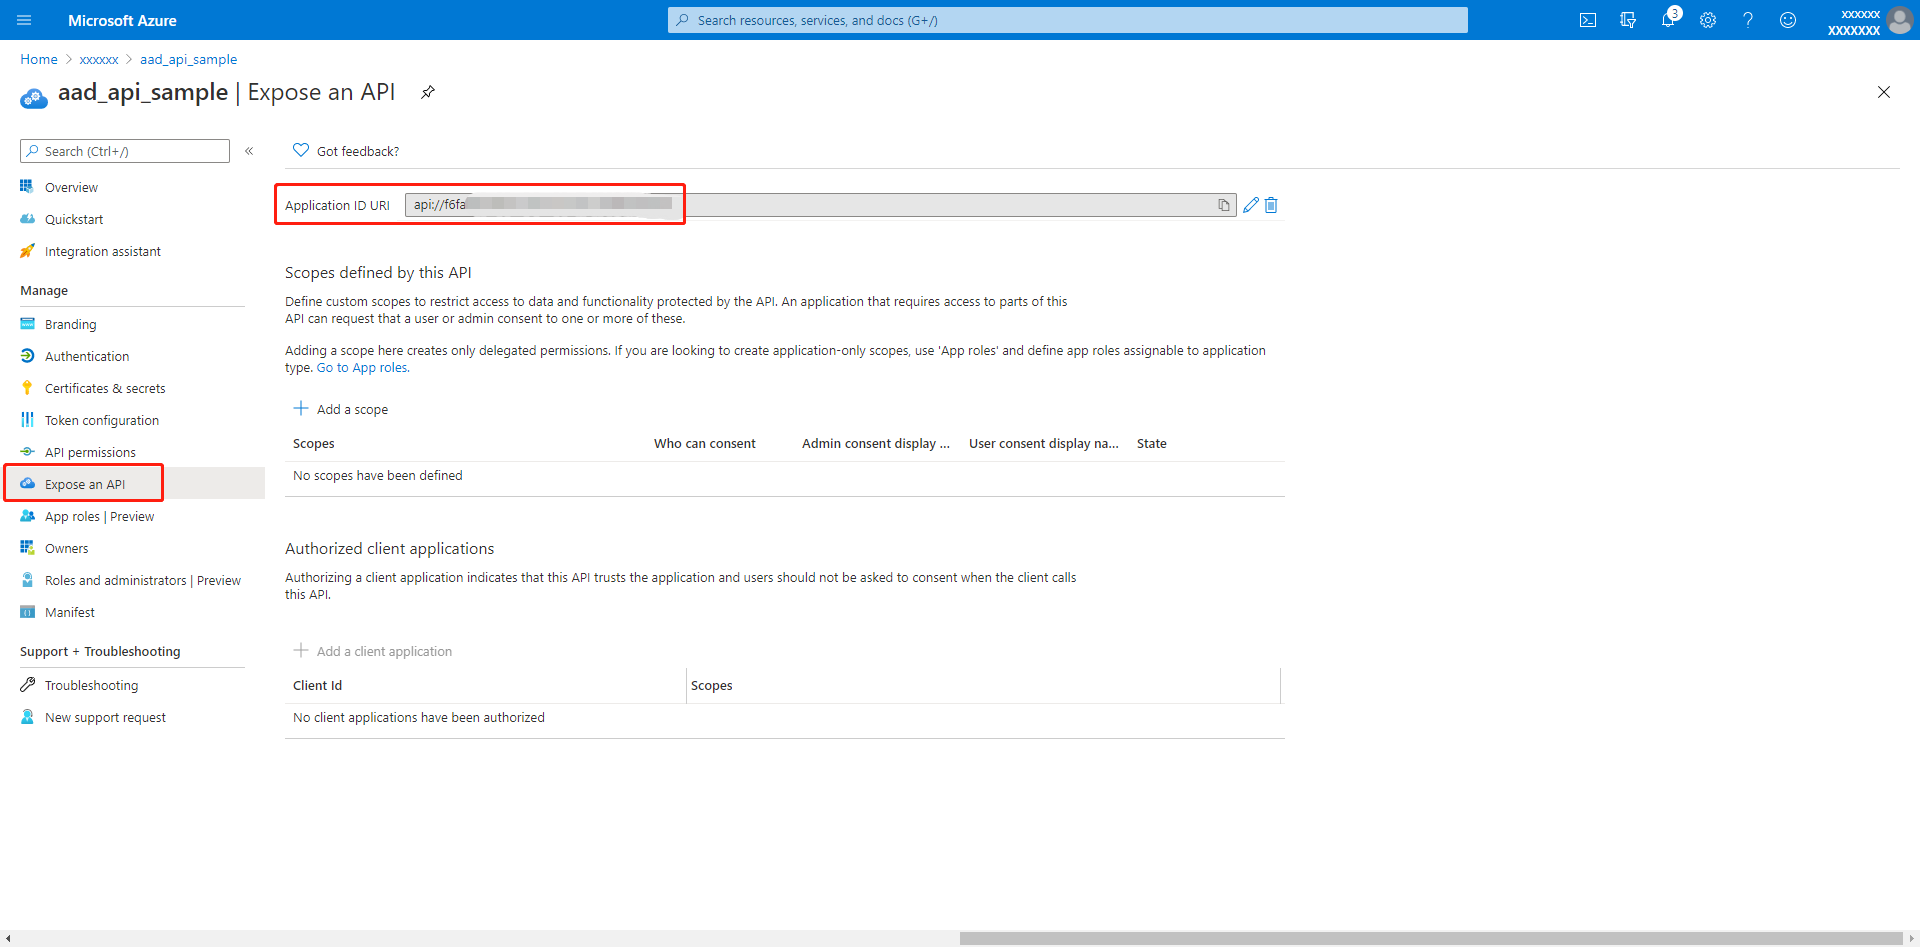 Microsoft Azure
Search resources, services, and docs (G+/)
3
xxxxxx
XXXXXXX
Home > xxxxxx > aad_api_sample
aad_api_sample | Expose an API
Search (Ctrl+/)
«
Got feedback?
Overview
Quickstart
Integration assistant
Manage
Branding
Authentication
Certificates & secrets
Token configuration
API permissions
Expose an API
App roles | Preview
Owners
Roles and administrators | Preview
Manifest
Support + Troubleshooting
Troubleshooting
New support request
Application ID URI
api://f6fa
Scopes defined by this API
Define custom scopes to restrict access to data and functionality protected by the API. An application that requires access to parts of this
API can request that a user or admin consent to one or more of these.
Adding a scope here creates only delegated permissions. If you are looking to create application-only scopes, use 'App roles' and define app roles assignable to application
type. Go to App roles.
Add a scope
Scopes Who can consent Admin consent display ... User consent display na... State
No scopes have been defined
Authorized client applications
Authorizing a client application indicates that this API trusts the application and users should not be asked to consent when the client calls
this API.
Add a client application
Client Id Scopes
No client applications have been authorized